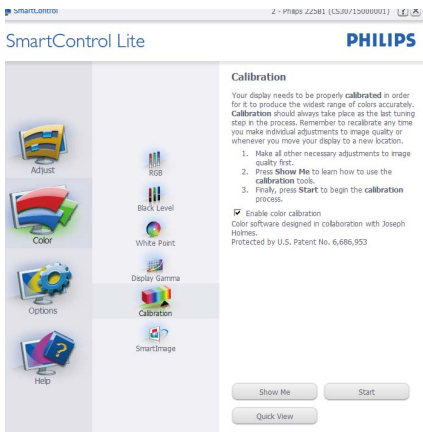 SmartControl
2 - Philips 225B1 (CS30715000001)
SmartControl Lite
PHILIPS
Adjust
Color
Options
Help
RGB
Black Level
White Point
Display Gamma
Calibration
SmartImage
Calibration
Your display needs to be properly calibrated in order
for it to produce the widest range of colors accurately.
Calibration should always take place as the last tuning
step in the process. Remember to recalibrate any time
you make individual adjustments to image quality or
whenever you move your display to a new location.
1. Make all other necessary adjustments to image
quality first.
2. Press Show Me to learn how to use the
calibration tools.
3. Finally, press Start to begin the calibration
process.
Enable color calibration
Color software designed in collaboration with Joseph
Holmes.
Protected by U.S. Patent No. 6,686,953
Show Me
Start
Quick View